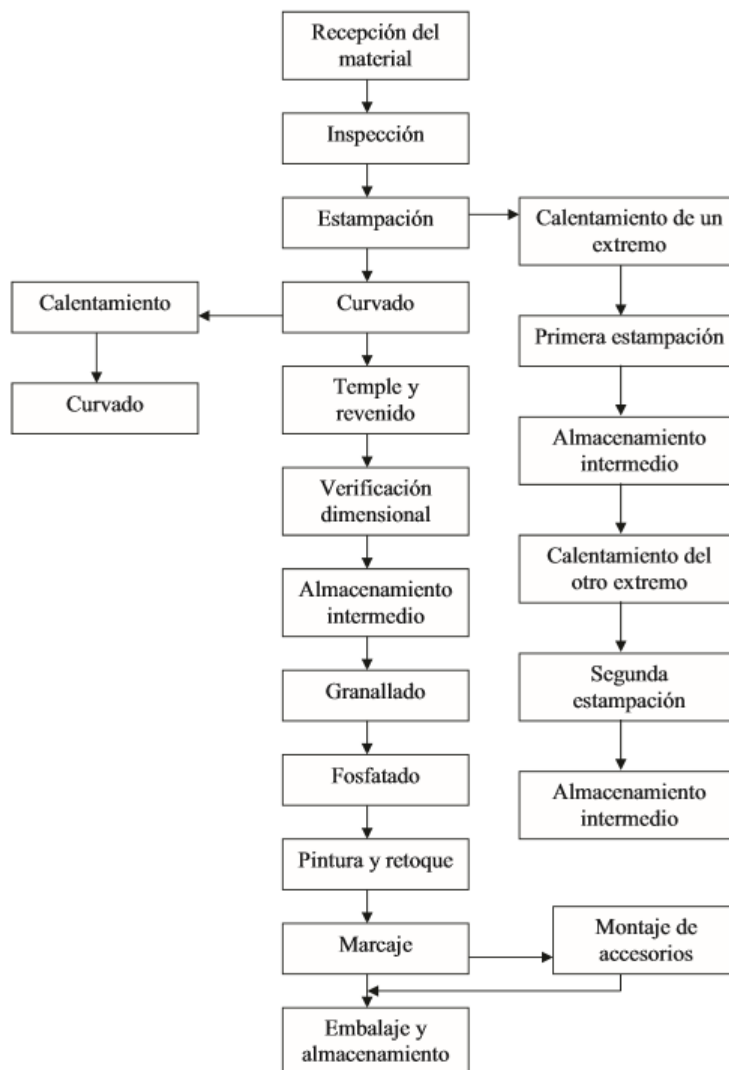 Recepción del
material
Inspección
Estampación
Calentamiento de un
extremo
Calentamiento
Curvado
Primera estampación
Curvado
Temple y
revenido
Almacenamiento
intermedio
Verificación
dimensional
Calentamiento del
otro extremo
Almacenamiento
intermedio
Segunda
estampación
Granallado
Fosfatado
Almacenamiento
intermedio
Pintura y retoque
Marcaje
Montaje de
accesorios
Embalaje y
almacenamiento